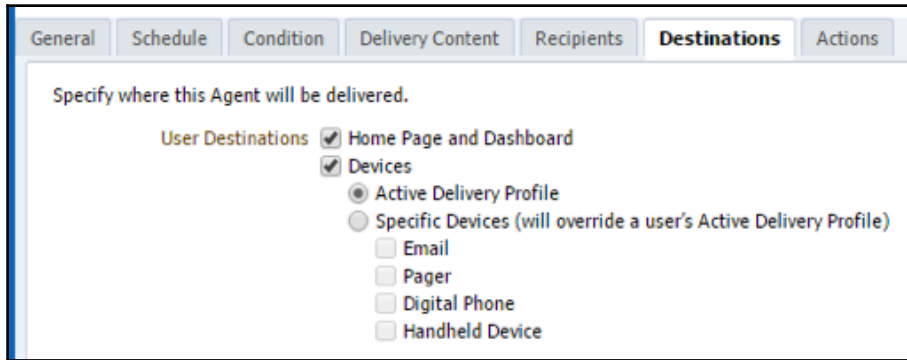 General Schedule Condition Delivery Content Recipients Destinations Actions
Specify where this Agent will be delivered.
User Destinations Home Page and Dashboard
Devices
Active Delivery Profile
Specific Devices (will override a user's Active Delivery Profile)
Email
Pager
Digital Phone
Handheld Device